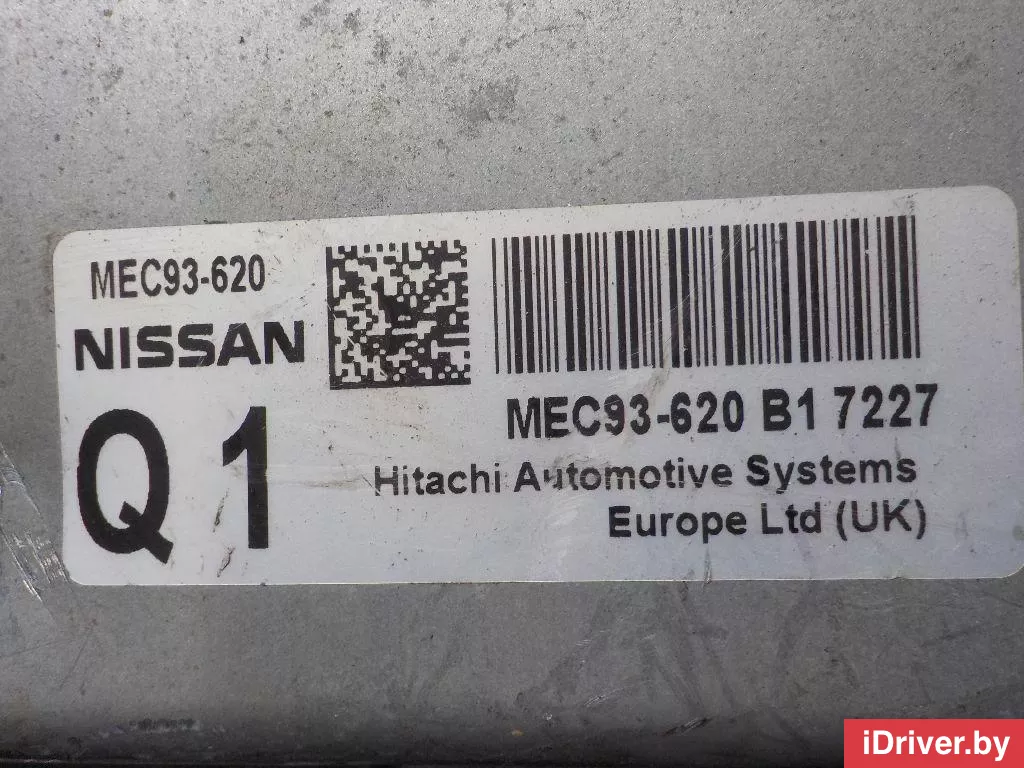 MEC93-620
NISSAN
Q 1
MEC93-620 B1 7227
Hitachi Automotive Systems
Europe Ltd (UK)
iDriver.by